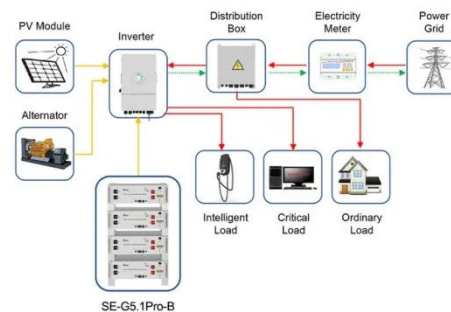 PV Module
Inverter
Distribution
Box
Electricity
Meter
Power
Grid
Alternator
Intelligent
Load
Critical
Load
Ordinary
Load
SE-G5.1Pro-B